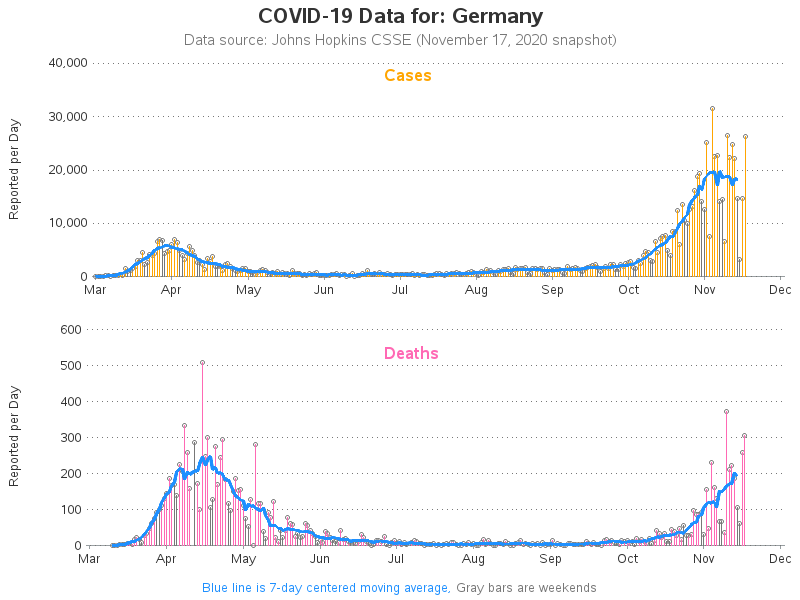 COVID-19 Data for: Germany
Data source: Johns Hopkins CSSE (November 17, 2020 snapshot)
Cases
Reported per Day
40,000
30,000
20,000
10,000
0
Mar Apr May Jun Jul Aug Sep Oct Nov Dec
Deaths
Reported per Day
600
500
400
300
200
100
0
Mar Apr May Jun Jul Aug Sep Oct Nov Dec
Blue line is 7-day centered moving average, Gray bars are weekends